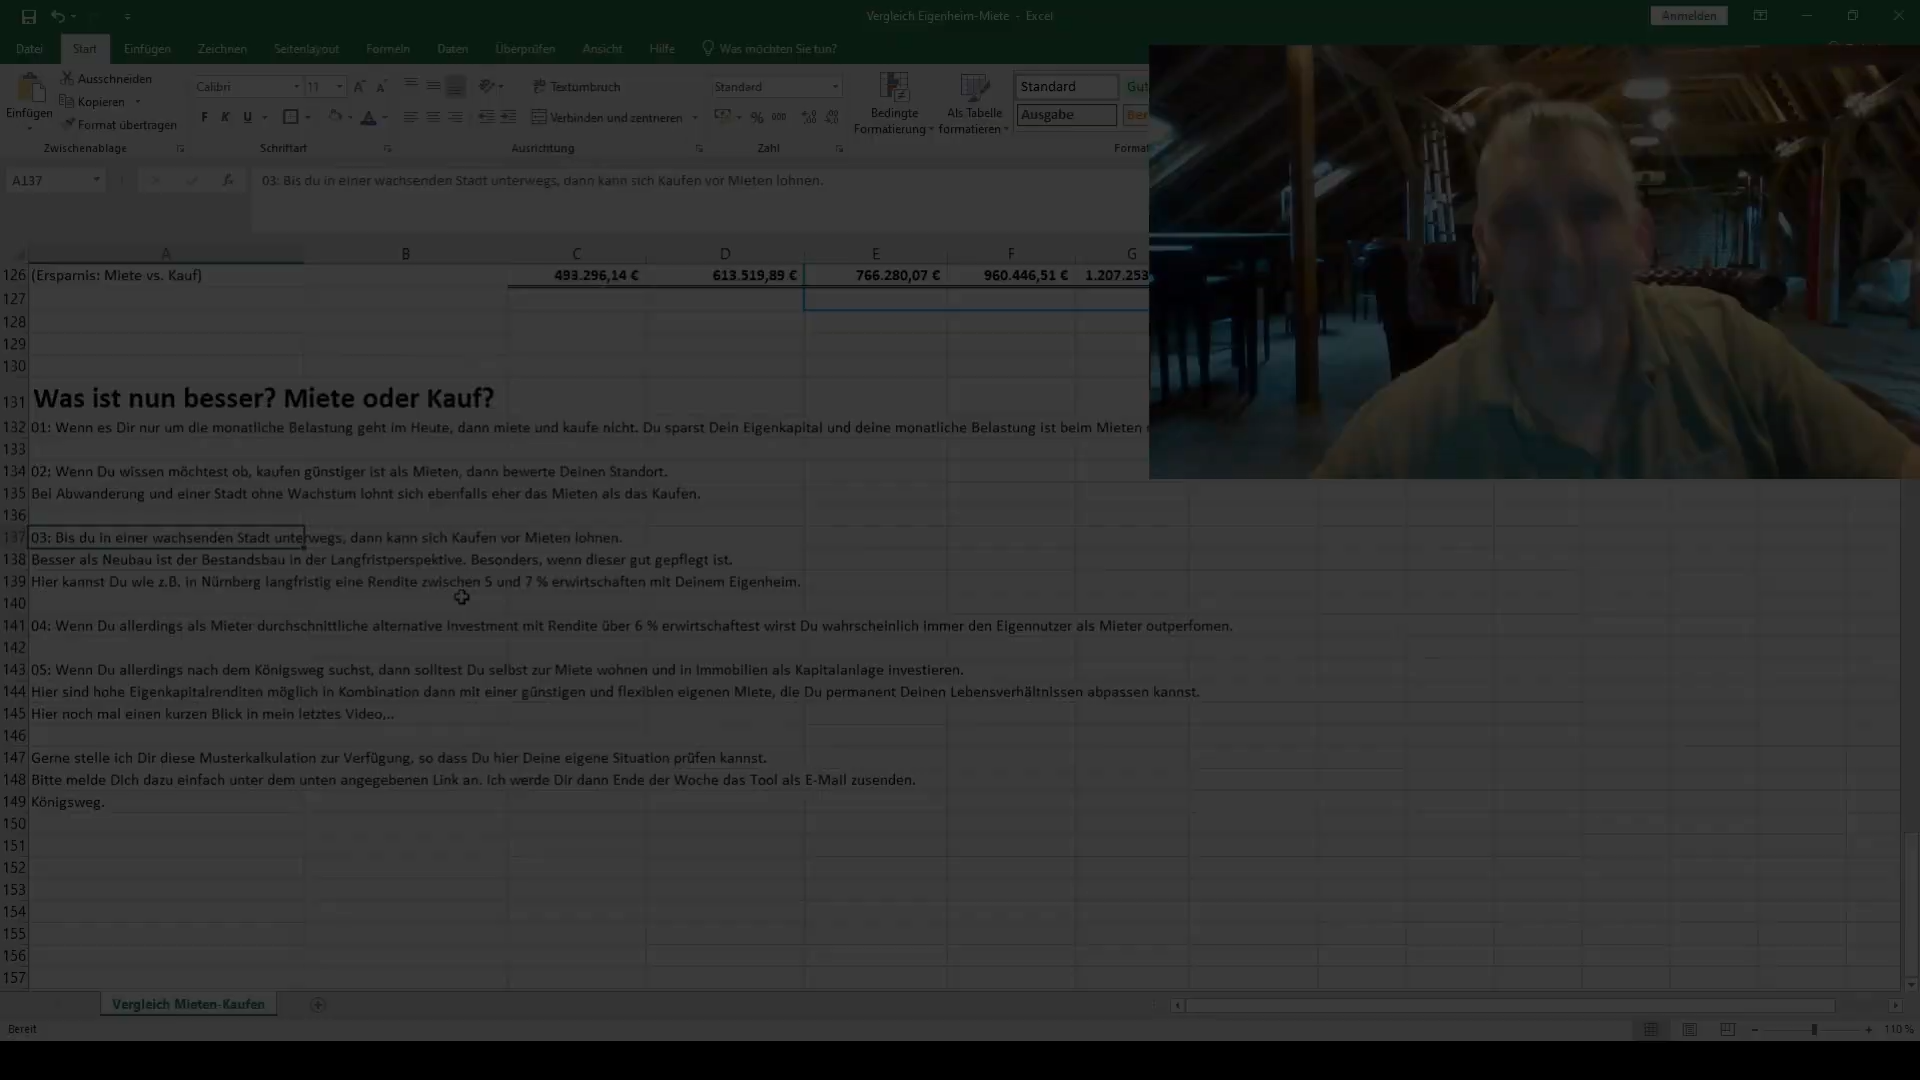 Vergleich Eigenheim-Miete - Excel
Anmelden
Datei Start Einfügen Zeichnen Seitenlayout Formeln Daten Überprüfen Ansicht Hilfe Was möchten Sie tun?
Einfügen
Ausschneiden
Kopieren
Format übertragen
Calibri 11
F K U
Textumbruch
Verbinden und zentrieren
Standard
% 000
Bedingte Formatierung
Als Tabelle formatieren
Standard Gut
Ausgabe
Zwischenablage Schriftart Ausrichtung Zahl
A137 fx 03: Bis du in einer wachsenden Stadt unterwegs, dann kann sich Kaufen vor Mieten lohnen.
A B C D E F G
126 (Ersparnis: Miete vs. Kauf) 493.296,14 € 613.519,89 € 766.280,07 € 960.446,51 € 1.207.253
127
128
129
130
131 Was ist nun besser? Miete oder Kauf?
132 01: Wenn es Dir nur um die monatliche Belastung geht im Heute, dann miete und kaufe nicht. Du sparst Dein Eigenkapital und deine monatliche Belastung ist beim Mieten
133
134 02: Wenn Du wissen möchtest ob, kaufen günstiger ist als Mieten, dann bewerte Deinen Standort.
135 Bei Abwanderung und einer Stadt ohne Wachstum lohnt sich ebenfalls eher das Mieten als das Kaufen.
136
137 03: Bis du in einer wachsenden Stadt unterwegs, dann kann sich Kaufen vor Mieten lohnen.
138 Besser als Neubau ist der Bestandsbau in der Langfristperspektive. Besonders, wenn dieser gut gepflegt ist.
139 Hier kannst Du wie z.B, in Nürnberg langfristig eine Rendite zwischen 5 und 7 % erwirtschaften mit Deinem Eigenheim.
140
141 04: Wenn Du allerdings als Mieter durchschnittliche alternative Investment mit Rendite über 6 % erwirtschaftest wirst Du wahrscheinlich immer den Eigennutzer als Mieter outperfomen.
142
143 05: Wenn Du allerdings nach dem Königsweg suchst, dann solltest Du selbst zur Miete wohnen und in Immobilien als Kapitalanlage investieren.
144 Hier sind hohe Eigenkapitalrenditen möglich in Kombination dann mit einer günstigen und flexiblen eigenen Miete, die Du permanent Deinen Lebensverhältnissen abpassen kannst.
145 Hier noch mal einen kurzen Blick in mein letztes Video,..
146
147 Gerne stelle ich Dir diese Musterkalkulation zur Verfügung, so dass Du hier Deine eigene Situation prüfen kannst.
148 Bitte melde Dich dazu einfach unter dem unten angegebenen Link an. Ich werde Dir dann Ende der Woche das Tool als E-Mail zusenden.
149 Königsweg.
150
151
152
153
154
155
156
157
Vergleich Mieten-Kaufen
Bereit
110 %